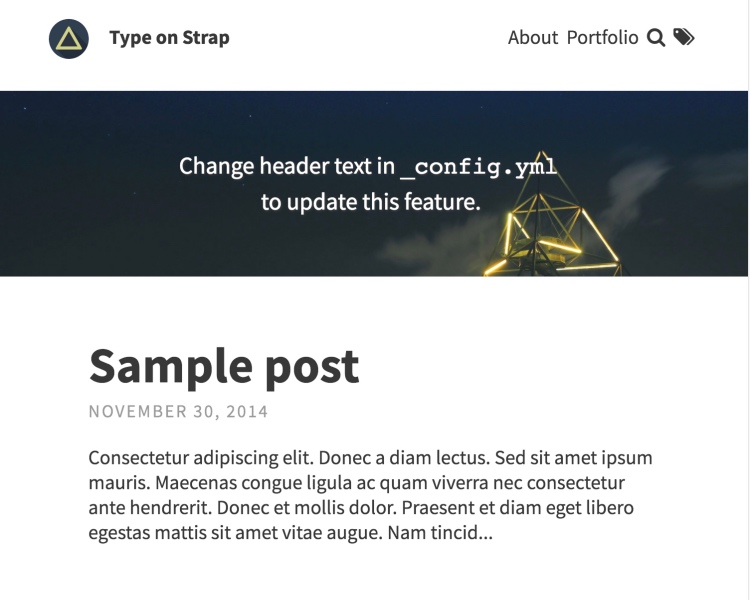 Type on Strap
About Portfolio
Change header text in _config.yml
to update this feature.
Sample post
NOVEMBER 30, 2014
Consectetur adipiscing elit. Donec a diam lectus. Sed sit amet ipsum
mauris. Maecenas congue ligula ac quam viverra nec consectetur
ante hendrerit. Donec et mollis dolor. Praesent et diam eget libero
egestas mattis sit amet vitae augue. Nam tincid...